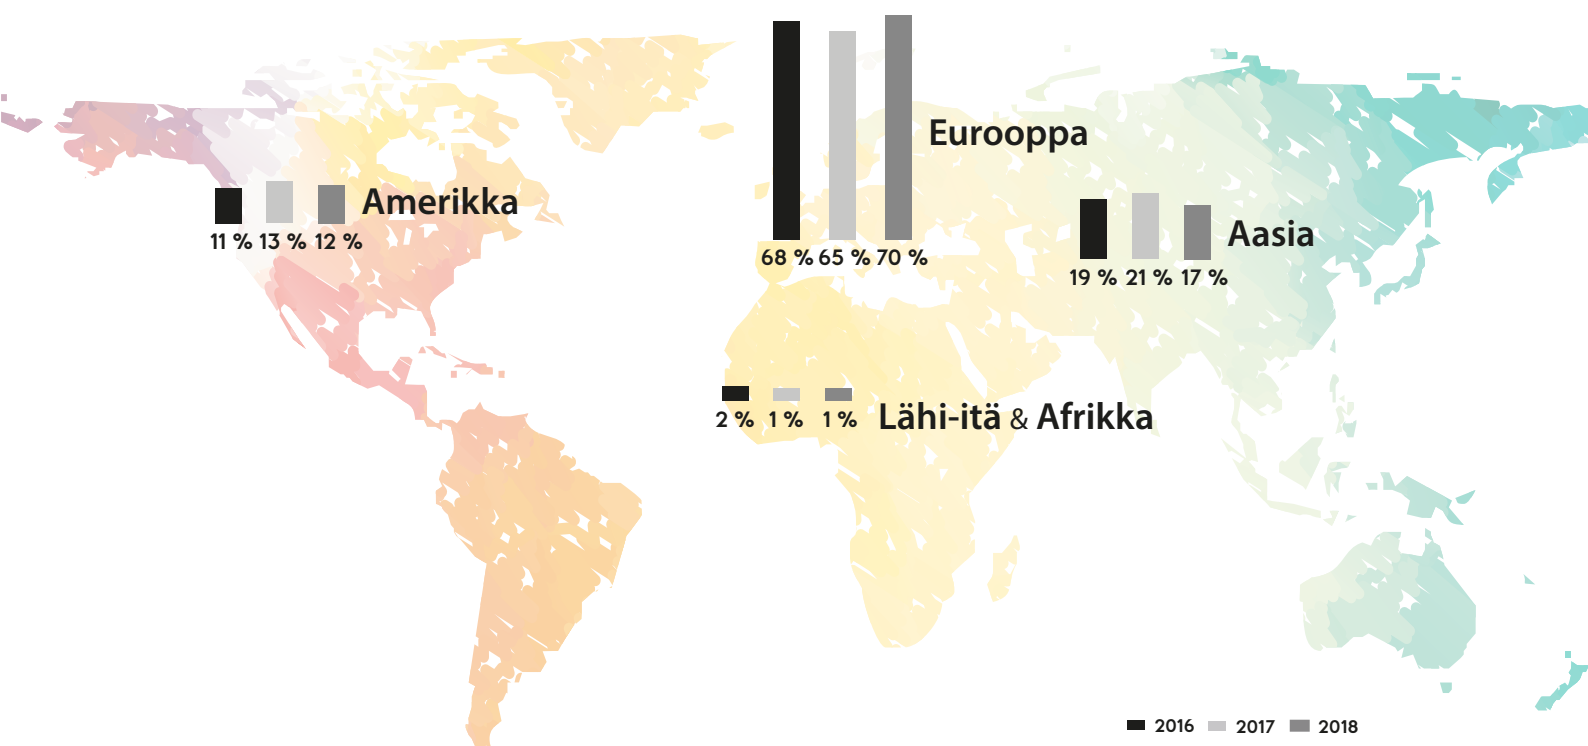 Eurooppa
68 % 65 % 70 %
Amerikka
11 % 13 % 12 %
Aasia
19 % 21 % 17 %
Lähi-itä & Afrikka
2 % 1 % 1 %
2016 2017 2018